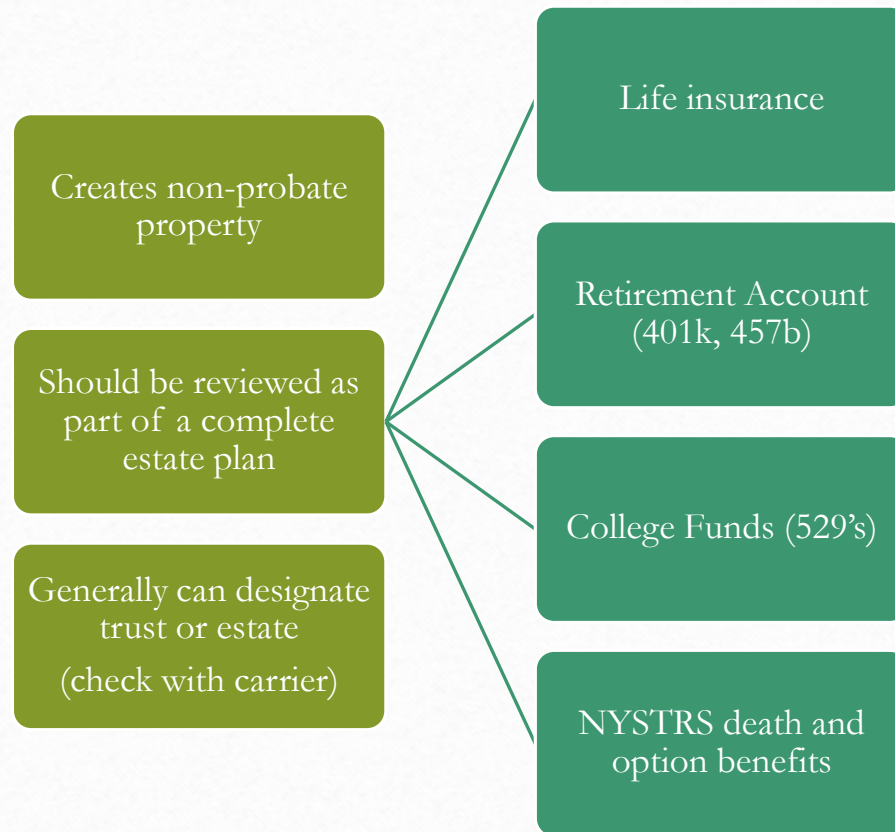 Creates non-probate
property
Should be reviewed as
part of a complete
estate plan
Generally can designate
trust or estate
(check with carrier)
Life insurance
Retirement Account
(401k, 457b)
College Funds (529’s)
NYSTRS death and
option benefits